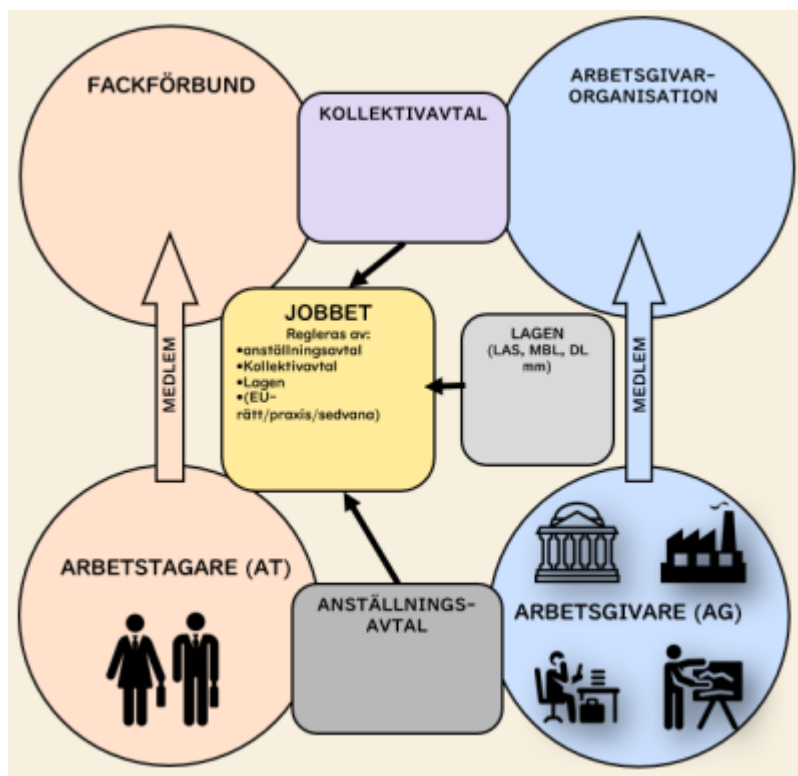 FACKFÖRBUND
ARBETSGIVAR-
ORGANISATION
KOLLEKTIVAVTAL
JOBBET
Regleras av:
•anställningsavtal
•Kollektivavtal
•Lagen
•(EU-
rätt/praxis/sedvana)
LAGEN
(LAS, MBL, DL
mm)
MEDLEM
MEDLEM
ARBETSTAGARE (AT)
ANSTÄLLNINGS-
AVTAL
ARBETSGIVARE (AG)